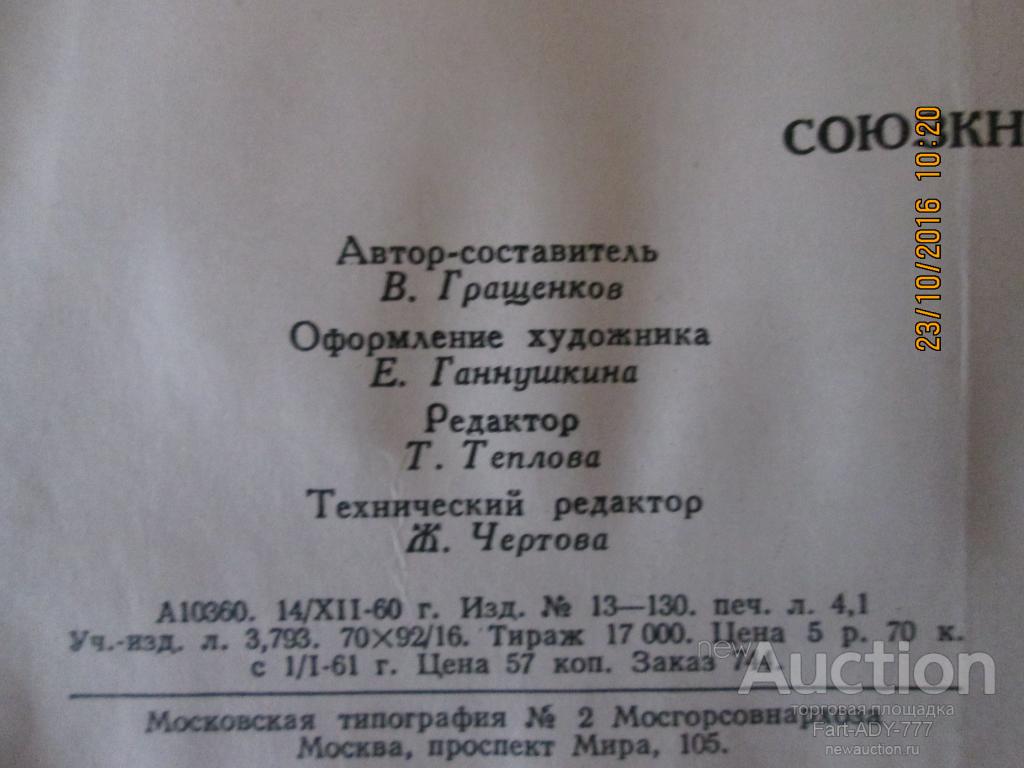 СОЮЗКН
23/10/2016 10:20
Автор-составитель
В. Гращенков
Оформление художника
Е. Ганнушкина
Редактор
Т. Теплова
Технический редактор
Ж. Чертова
А10360. 14/XII-60 г. Изд. № 13—130. печ. л. 4,1
Уч.-изд. л. 3,793. 70×92/16. Тираж 17 000. Цена 5 р. 70 к.
с 1/I-61 г. Цена 57 коп. Заказ
newAuction
Московская типография № 2 Мосгорсовнархоза
торговая площадка
Fart-ADY-777
Москва, проспект Мира, 105.
newauction.ru